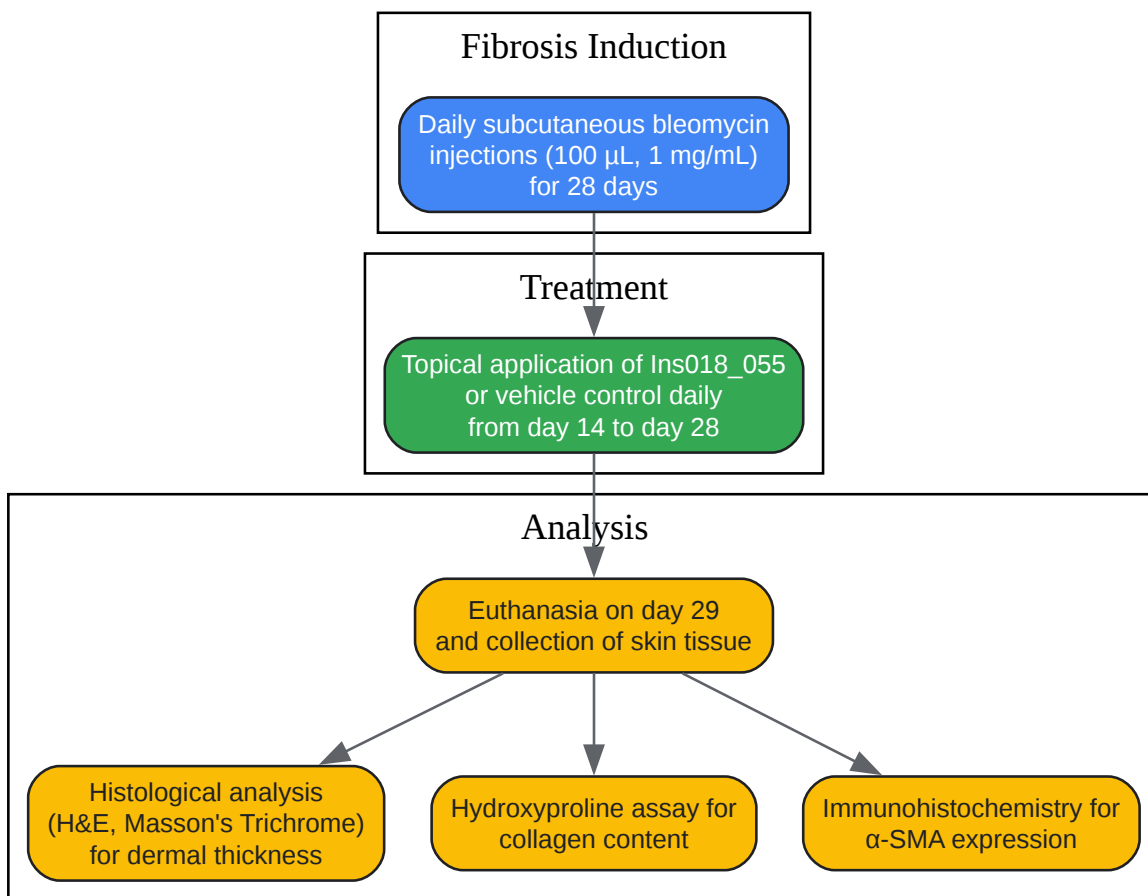 Fibrosis Induction
Daily subcutaneous bleomycin
injections (100 µL, 1 mg/mL)
for 28 days
Treatment
Topical application of Ins018_055
or vehicle control daily
from day 14 to day 28
Analysis
Euthanasia on day 29
and collection of skin tissue
Histological analysis
(H&E, Masson's Trichrome)
for dermal thickness
Hydroxyproline assay for
collagen content
Immunohistochemistry for
α-SMA expression